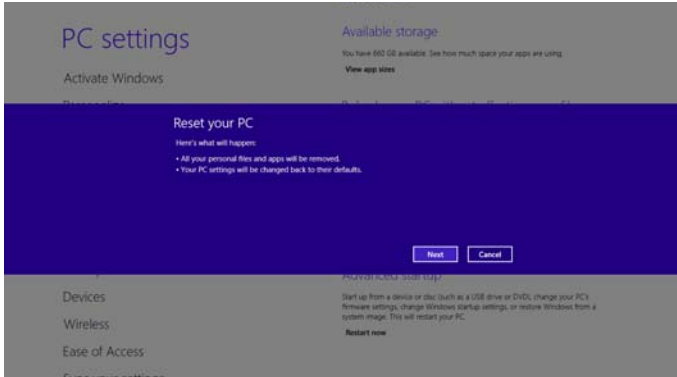 PC settings
Activate Windows
Devices
Wireless
Ease of Access
Available storage
You have 660 GB available. See how much space your apps are using.
View app sizes
Reset your PC
Here's what will happen:
• All your personal files and apps will be removed.
• Your PC settings will be changed back to their defaults.
Next Cancel
Advanced startup
Start up from a device or disc (such as a USB drive or DVD), change your PC's
firmware settings, change Windows startup settings, or restore Windows from a
system image. This will restart your PC.
Restart now